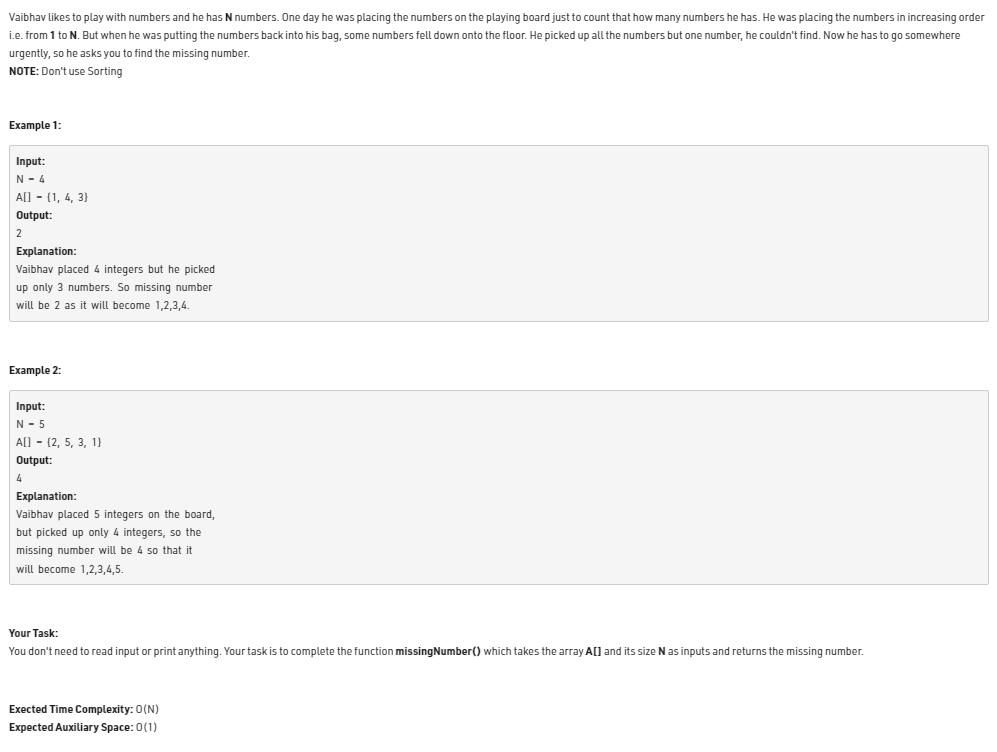 Vaibhav likes to play with numbers and he has N numbers. One day he was placing the numbers on the playing board just to count that how many numbers he has. He was placing the numbers in increasing order
i.e. from 1 to N. But when he was putting the numbers back into his bag, some numbers fell down onto the floor. He picked up all the numbers but one number, he couldn't find. Now he has to go somewhere
urgently, so he asks you to find the missing number.
NOTE: Don't use Sorting
Example 1:
Input:
N = 4
A[] = {1, 4, 3}
Output:
2
Explanation:
Vaibhav placed 4 integers but he picked
up only 3 numbers. So missing number
will be 2 as it will become 1,2,3,4.
Example 2:
Input:
N = 5
A[] = {2, 5, 3, 1}
Output:
4
Explanation:
Vaibhav placed 5 integers on the board,
but picked up only 4 integers, so the
missing number will be 4 so that it
will become 1,2,3,4,5.
Your Task:
You don't need to read input or print anything. Your task is to complete the function missingNumber() which takes the array A[] and its size N as inputs and returns the missing number.
Exected Time Complexity: O(N)
Expected Auxiliary Space: O(1)